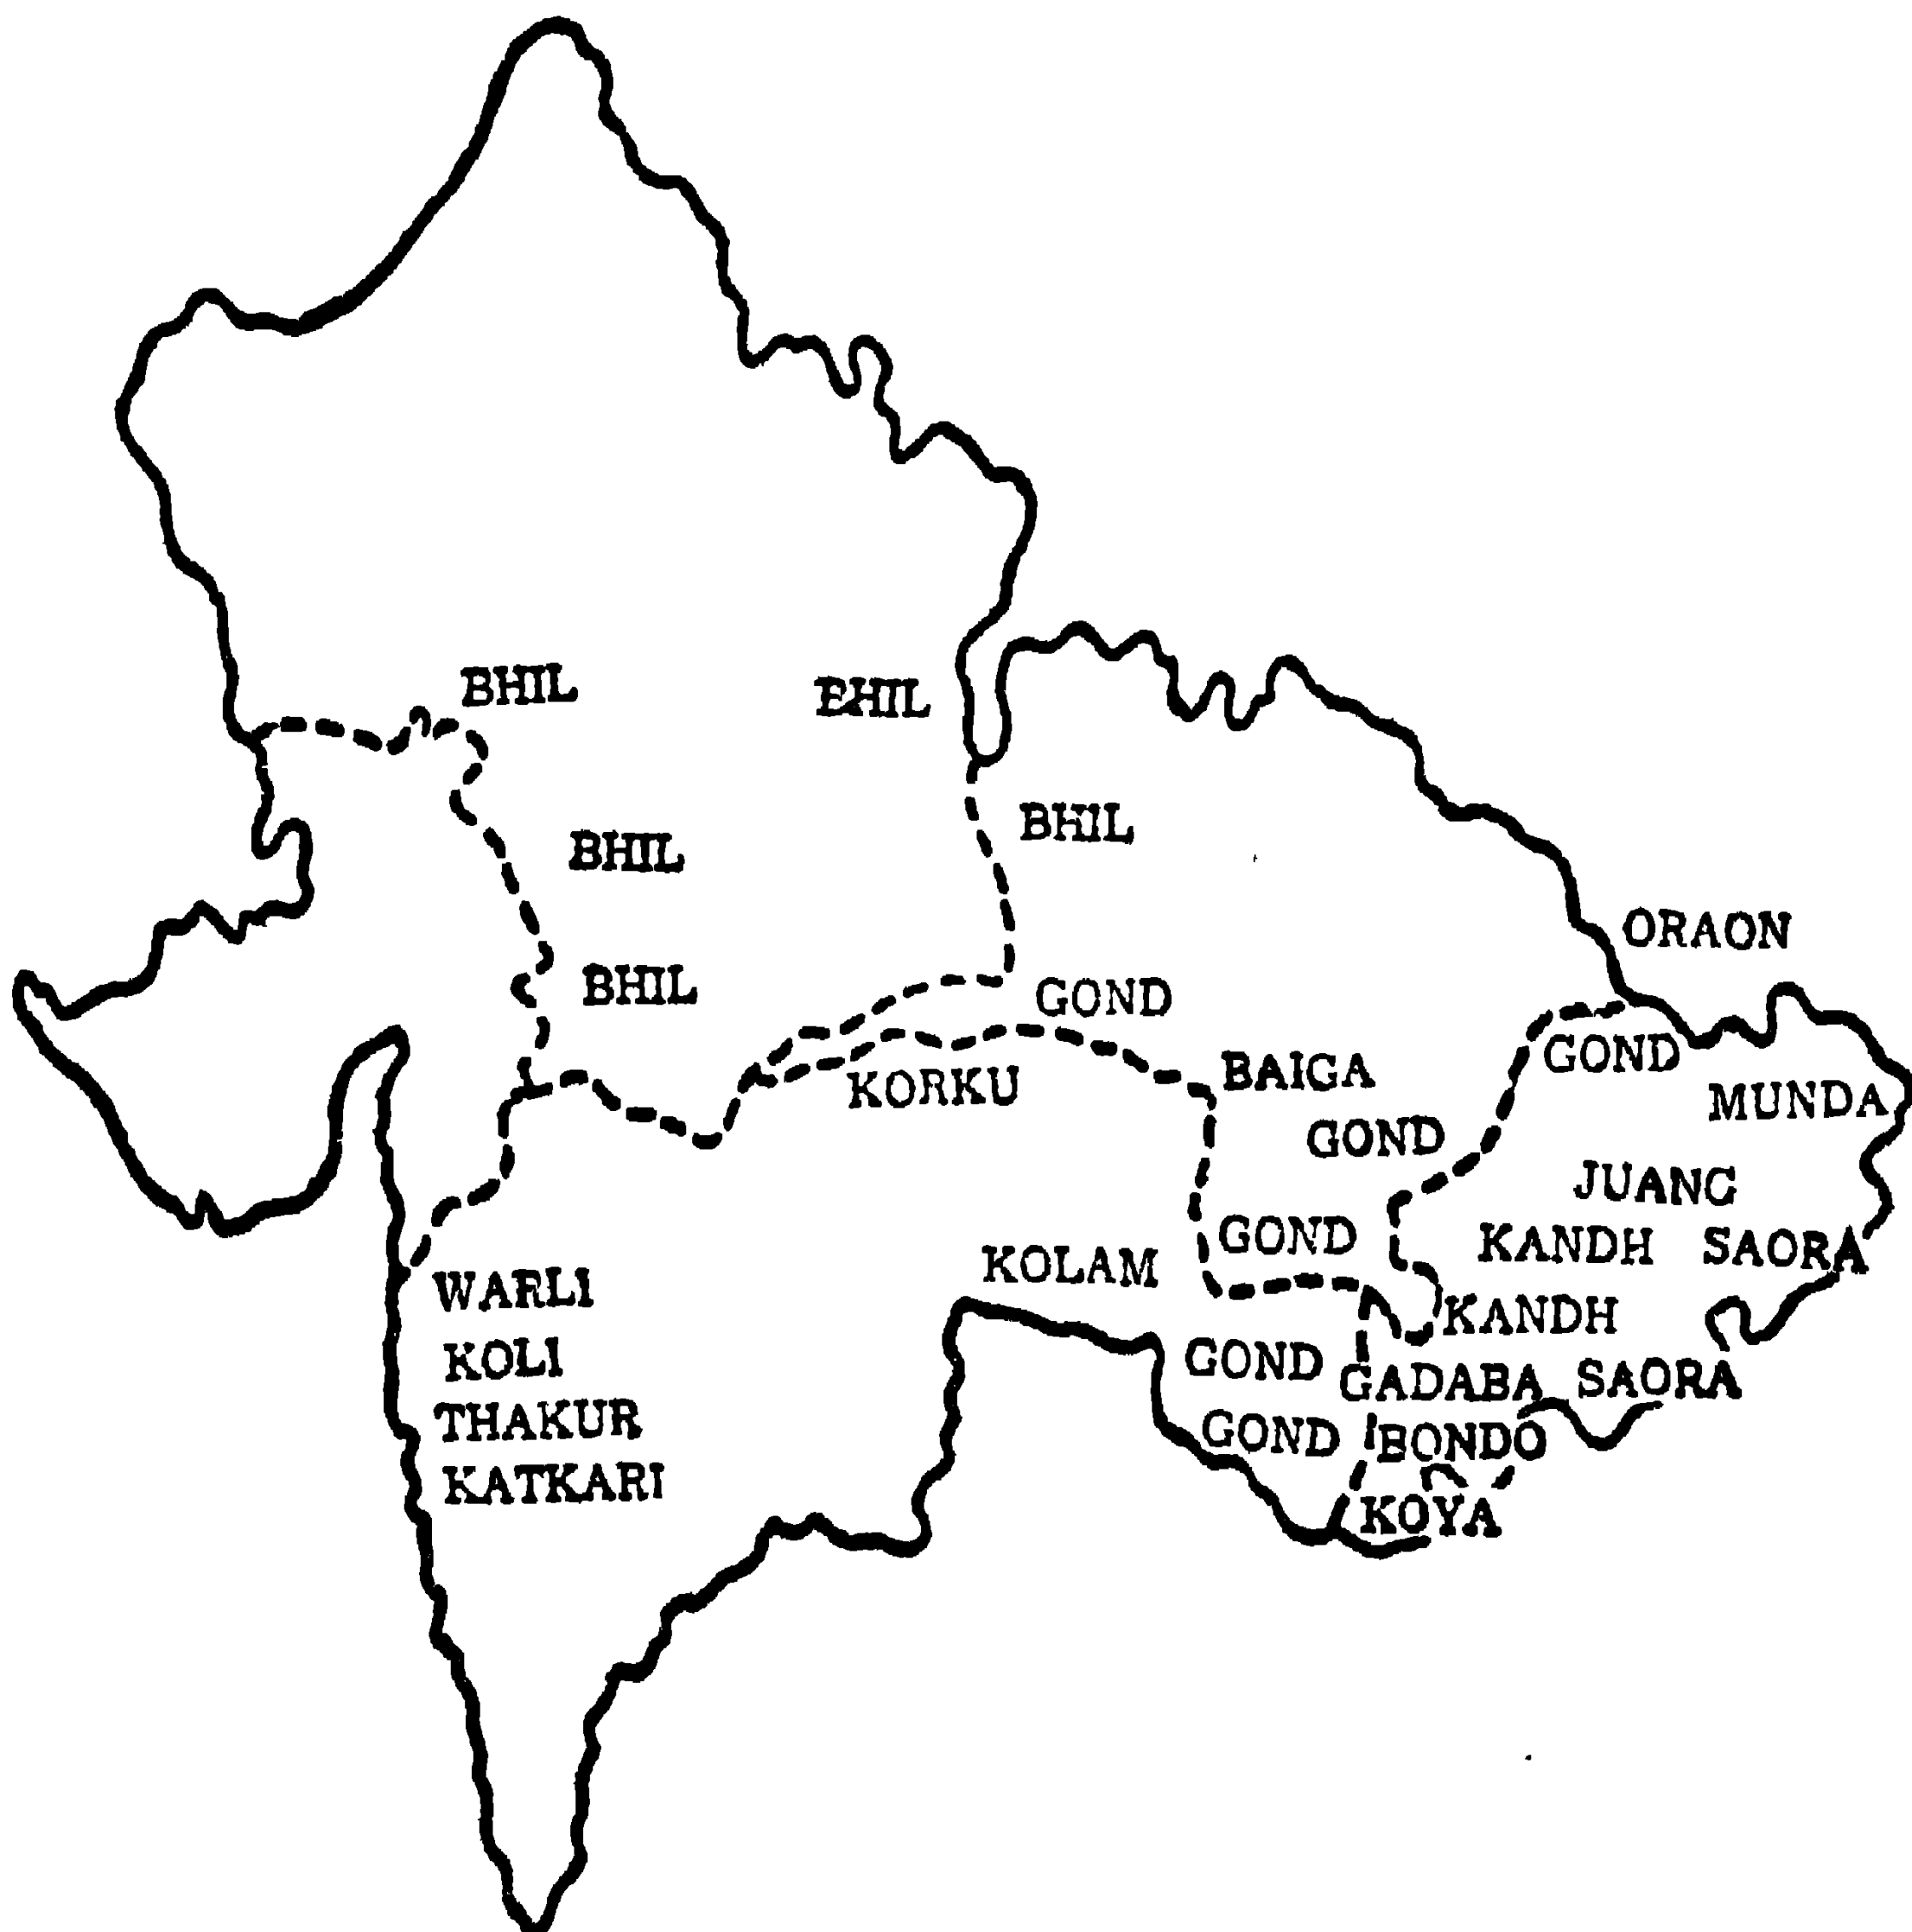 BHIL
BHIL
BHIL
BHIL
ORAON
BHIL
GOND
GOND
BAIGA
KORKU
MUNDA
GOND
JUANG
GOND
KANDH SAORA
KOLAM
WARLI
KANDH
KOLI
GOND
GADABA SAORA
THAKUR
GOND
BONDO
KATKARI
KOYA